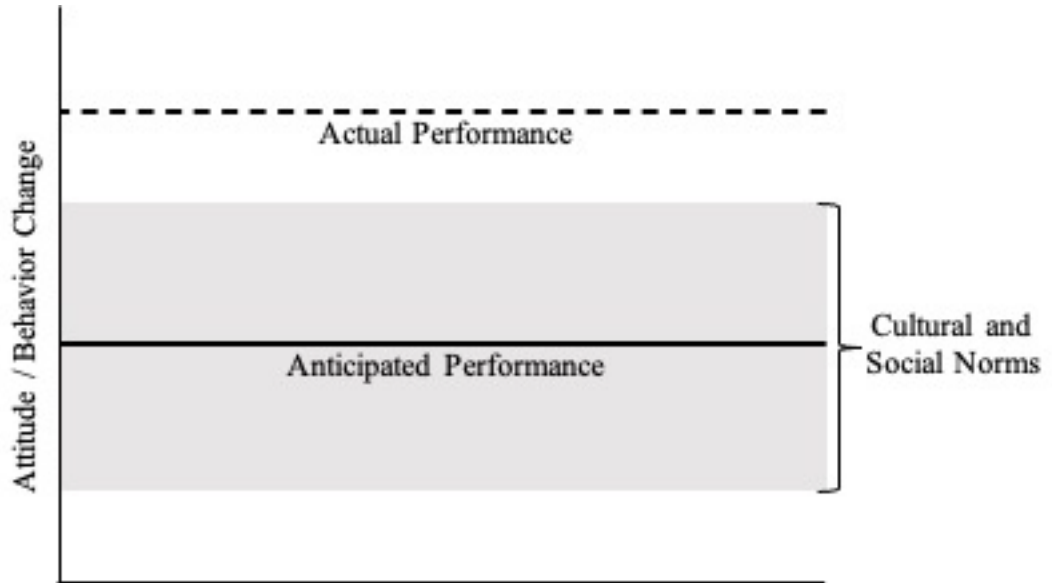 Attitude / Behavior Change
Actual Performance
Anticipated Performance
Cultural and
Social Norms